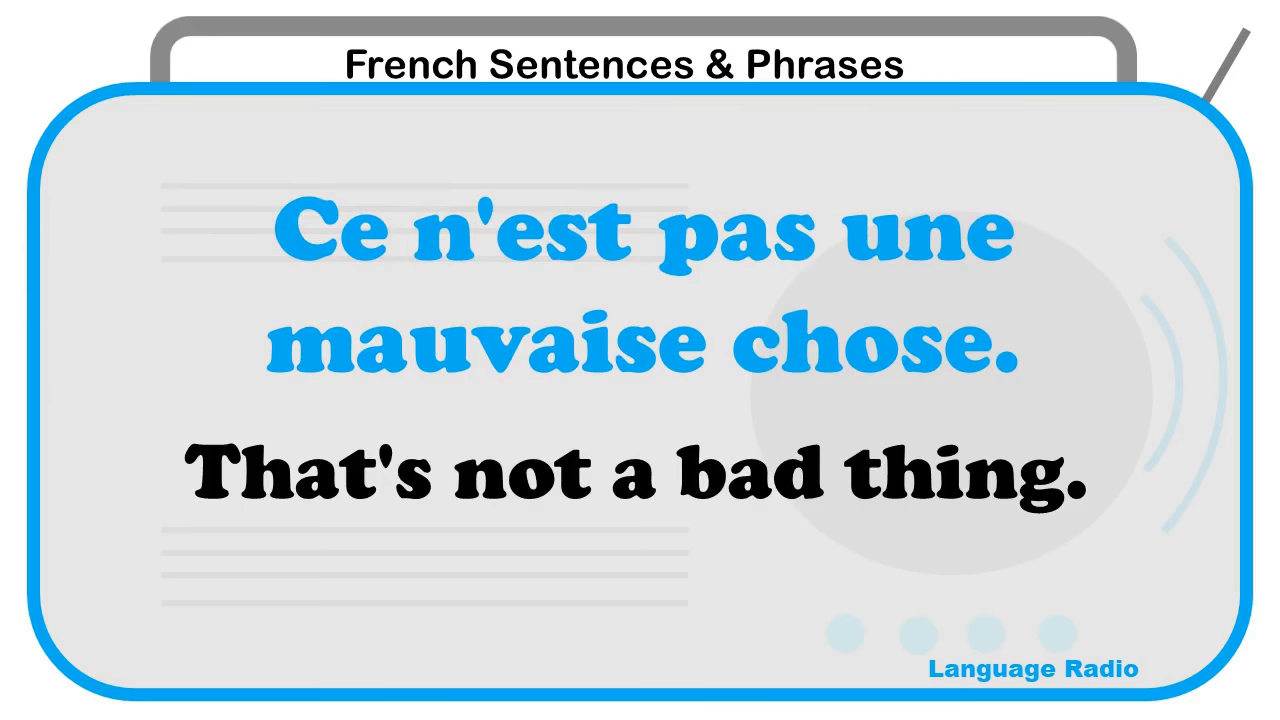 French Sentences & Phrases
Ce n'est pas une
mauvaise chose.
That's not a bad thing.
Language Radio